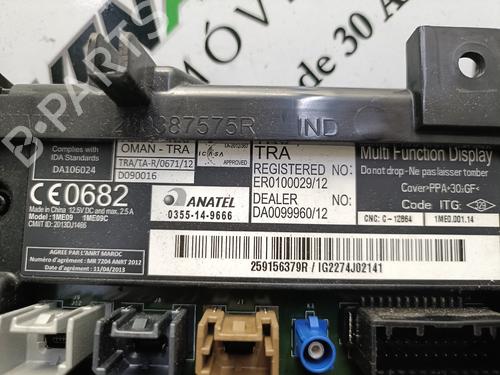 MÓV
de 30 A
B-PARTS
387575R IND
Complies with
IDA Standards
DA106024
OMAN - TRA
TRA/TA-R/0671/12
D090016
ICASA
APPROVED
TRA
REGISTERED NO:
ER0100029/12
DEALER NO:
DA0099960/12
Multi Function Display
Do not drop - Ne pas laisser tomber
Cover>PPA-30%GF<
Code ITG:
CNC: C-12864
1ME0.001.14
CE0682
Made in China 12.5V DC and max. 2.5 A
Model: 1ME09 1ME09C
CMIIT ID: 2013DJ1466
ANATEL
0355-14-9666
AGREE PAR L'ANRT MAROC
Numéro d'agrément : MR 7204 ANRT 2012
Date d'agrément : 11/04/2013
259156379R / IG2274J02141